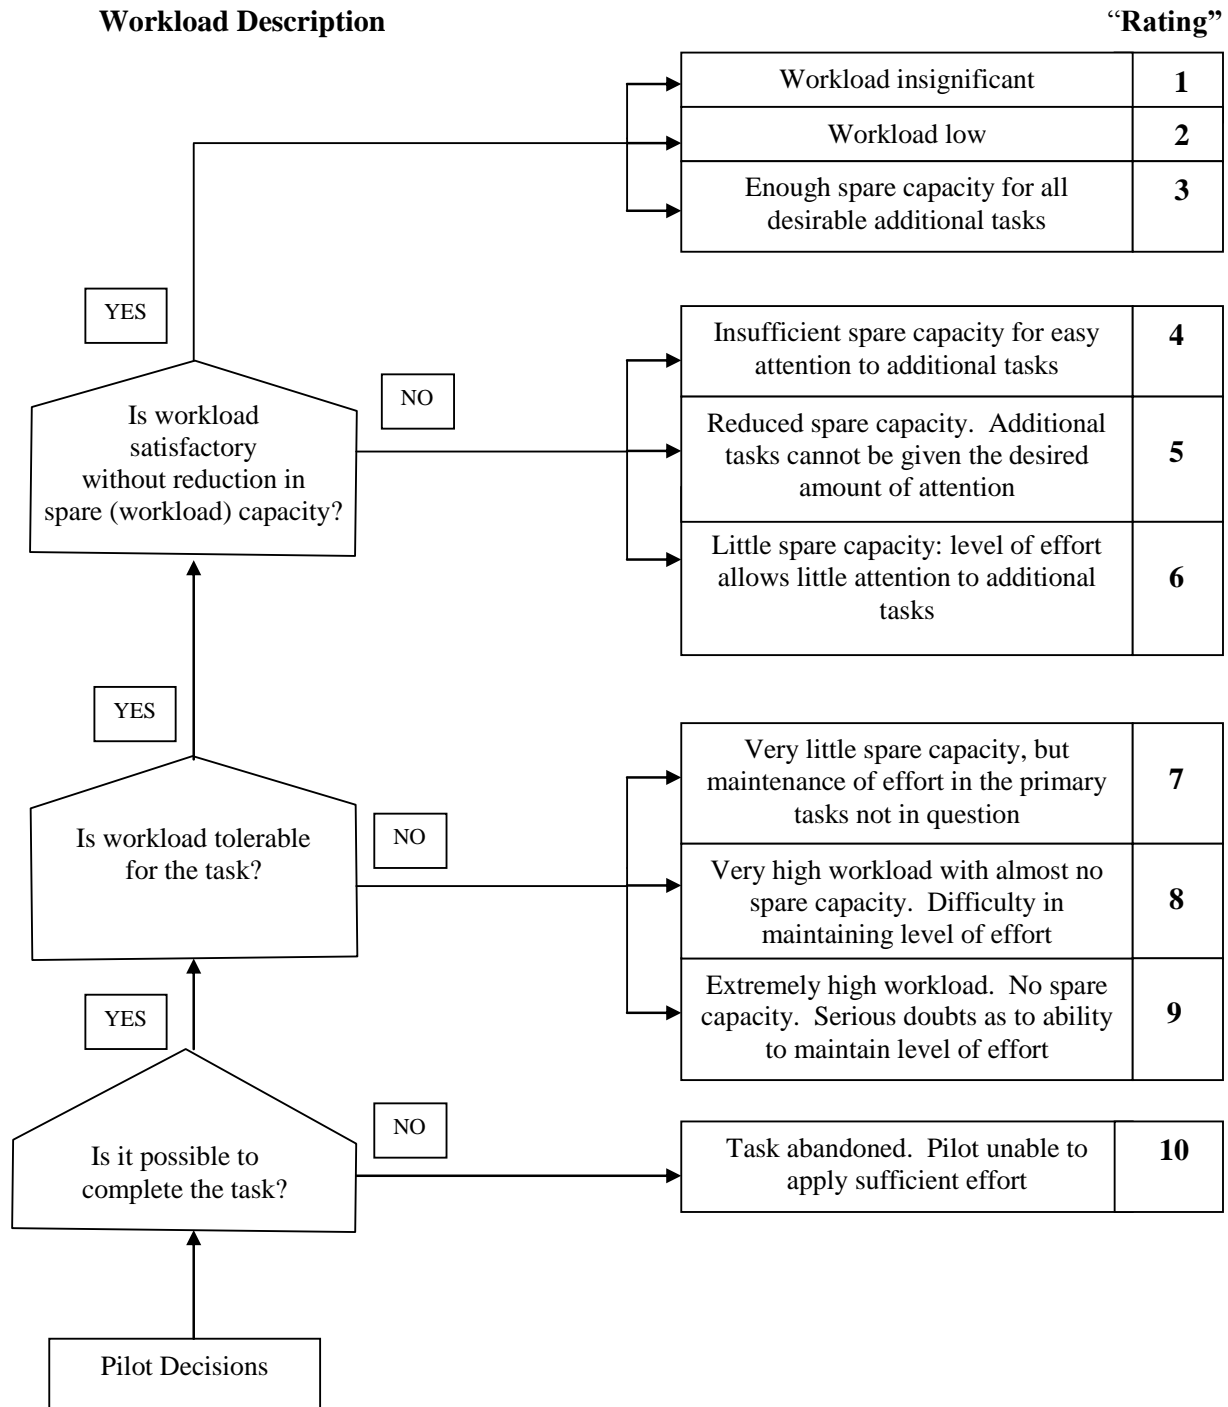 Workload Description
“Rating”
Workload insignificant
1
Workload low
2
Enough spare capacity for all
desirable additional tasks
3
YES
Is workload
satisfactory
without reduction in
spare (workload) capacity?
NO
Insufficient spare capacity for easy
attention to additional tasks
4
Reduced spare capacity.  Additional
tasks cannot be given the desired
amount of attention
5
Little spare capacity: level of effort
allows little attention to additional
tasks
6
YES
Is workload tolerable
for the task?
NO
Very little spare capacity, but
maintenance of effort in the primary
tasks not in question
7
Very high workload with almost no
spare capacity.  Difficulty in
maintaining level of effort
8
Extremely high workload.  No spare
capacity.  Serious doubts as to ability
to maintain level of effort
9
YES
Is it possible to
complete the task?
NO
Task abandoned.  Pilot unable to
apply sufficient effort
10
Pilot Decisions